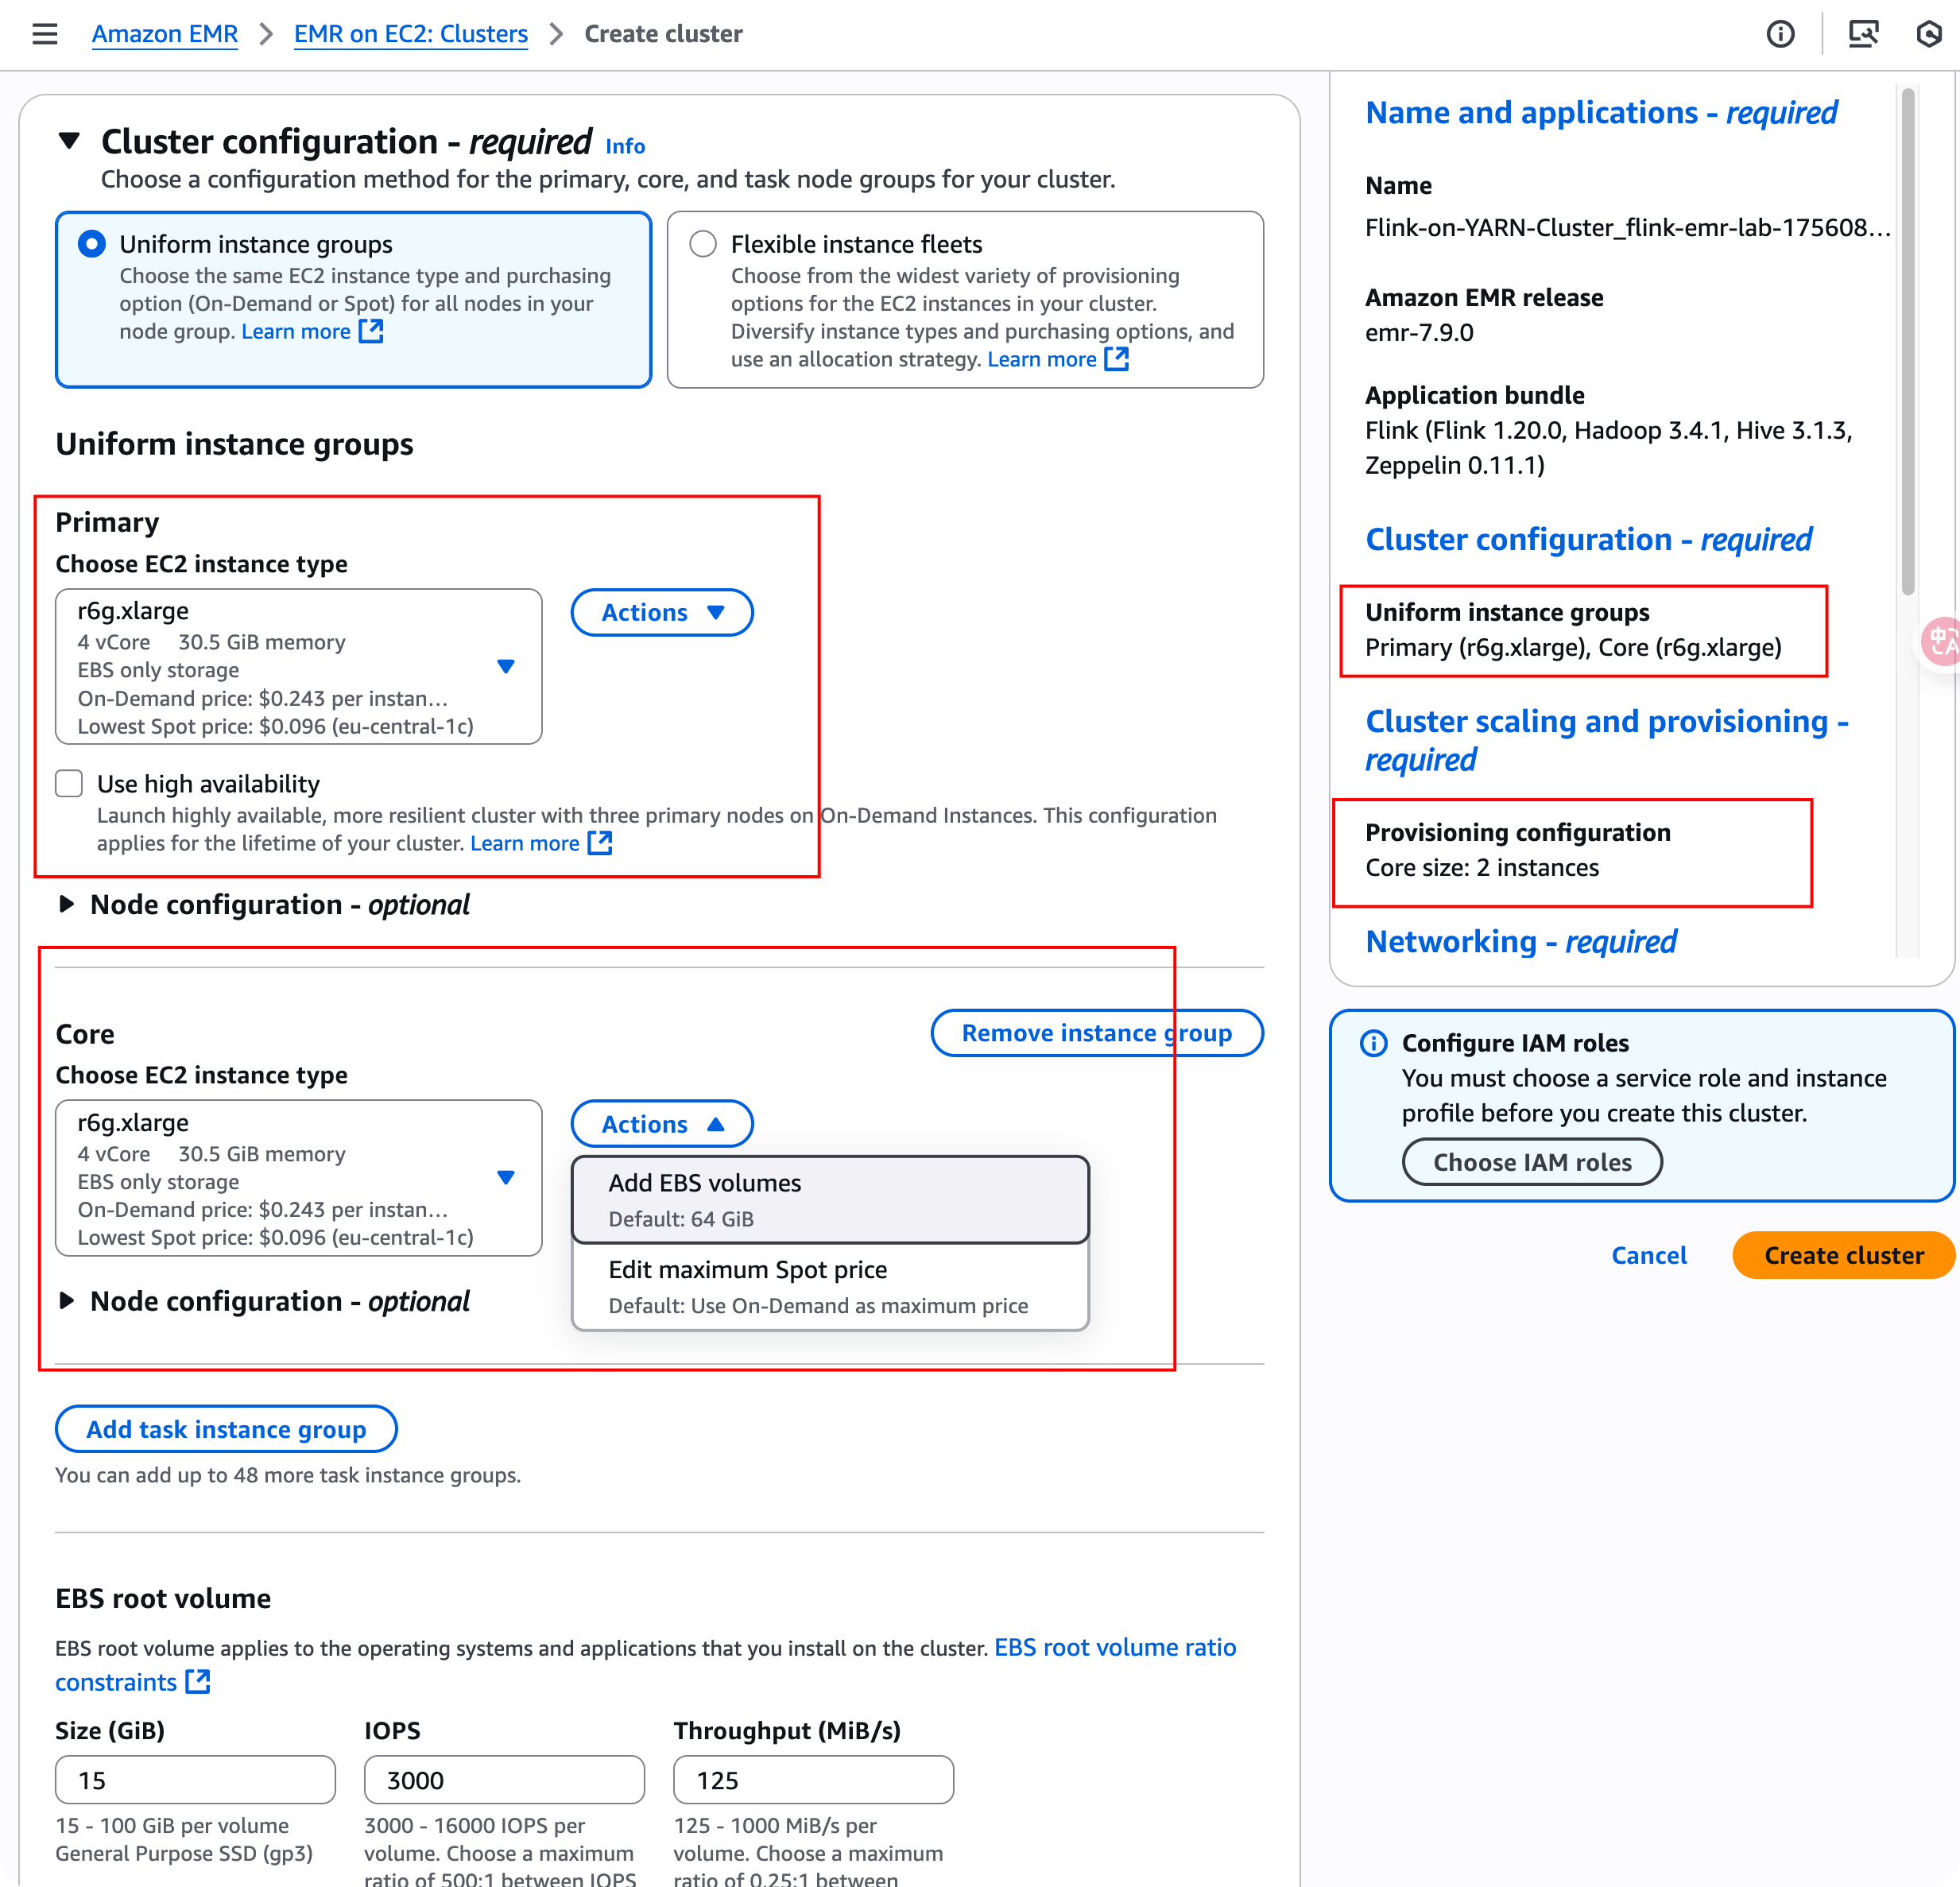 Amazon EMR > EMR on EC2: Clusters > Create cluster
Cluster configuration - required Info
Choose a configuration method for the primary, core, and task node groups for your cluster.
Uniform instance groups
Choose the same EC2 instance type and purchasing
option (On-Demand or Spot) for all nodes in your
node group. Learn more
Flexible instance fleets
Choose from the widest variety of provisioning
options for the EC2 instances in your cluster.
Diversify instance types and purchasing options, and
use an allocation strategy. Learn more
Uniform instance groups
Primary
Choose EC2 instance type
r6g.xlarge
4 vCore 30.5 GiB memory
EBS only storage
On-Demand price: $0.243 per instan…
Lowest Spot price: $0.096 (eu-central-1c)
Actions
Use high availability
Launch highly available, more resilient cluster with three primary nodes on On-Demand Instances. This configuration
applies for the lifetime of your cluster. Learn more
Node configuration - optional
Core
Remove instance group
Choose EC2 instance type
r6g.xlarge
4 vCore 30.5 GiB memory
EBS only storage
On-Demand price: $0.243 per instan…
Lowest Spot price: $0.096 (eu-central-1c)
Actions
Add EBS volumes
Default: 64 GiB
Edit maximum Spot price
Default: Use On-Demand as maximum price
Node configuration - optional
Add task instance group
You can add up to 48 more task instance groups.
EBS root volume
EBS root volume applies to the operating systems and applications that you install on the cluster. EBS root volume ratio
constraints
Size (GiB)
15
15 - 100 GiB per volume
General Purpose SSD (gp3)
IOPS
3000
3000 - 16000 IOPS per
volume. Choose a maximum
ratio of 500:1 between IOPS
Throughput (MiB/s)
125
125 - 1000 MiB/s per
volume. Choose a maximum
ratio of 0.25:1 between
Name and applications - required
Name
Flink-on-YARN-Cluster_flink-emr-lab-175608…
Amazon EMR release
emr-7.9.0
Application bundle
Flink (Flink 1.20.0, Hadoop 3.4.1, Hive 3.1.3,
Zeppelin 0.11.1)
Cluster configuration - required
Uniform instance groups
Primary (r6g.xlarge), Core (r6g.xlarge)
Cluster scaling and provisioning -
required
Provisioning configuration
Core size: 2 instances
Networking - required
中A
Configure IAM roles
You must choose a service role and instance
profile before you create this cluster.
Choose IAM roles
Cancel
Create cluster